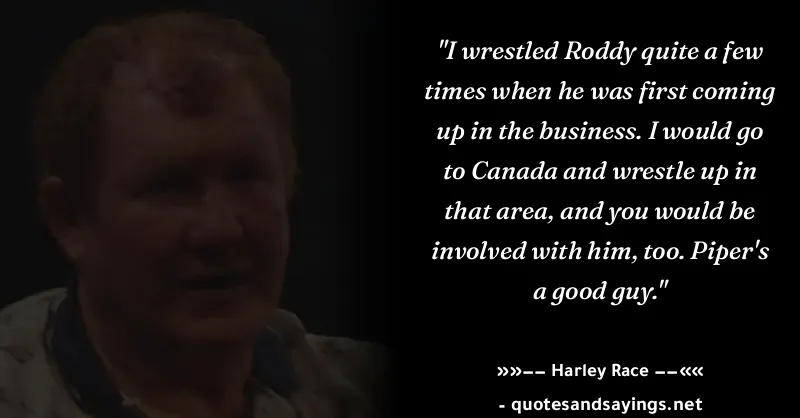 "I wrestled Roddy quite a few
times when he was first coming
up in the business. I would go
to Canada and wrestle up in
that area, and you would be
involved with him, too. Piper's
a good guy."
»»−− Harley Race −−««
- quotesandsayings.net